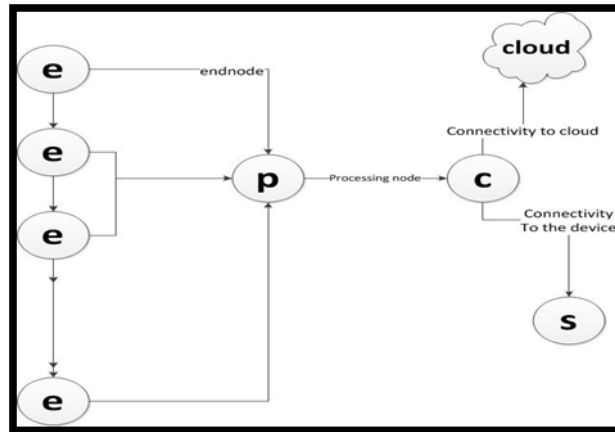 e
endnode
cloud
e
Connectivity to cloud
p
Processing node
c
e
Connectivity
To the device
s
e